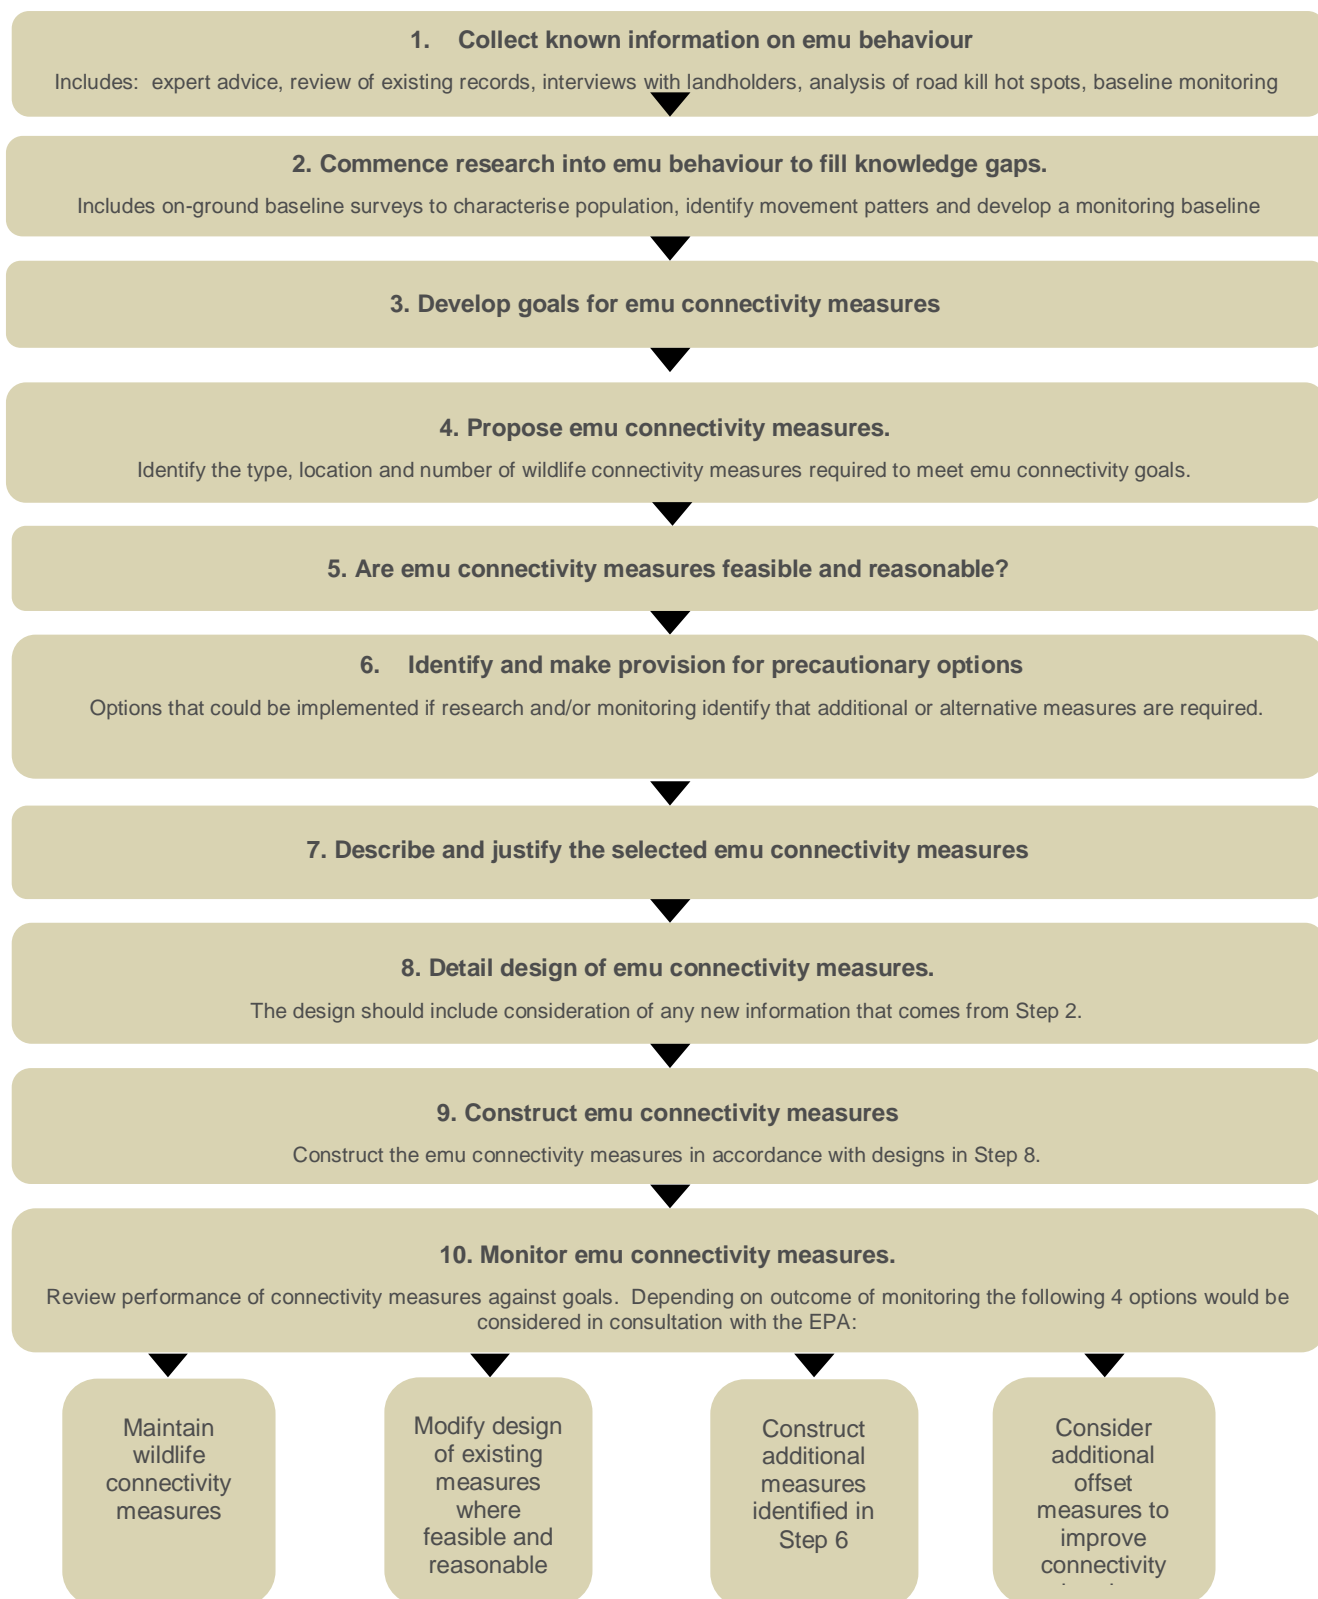 1. Collect known information on emu behaviour
Includes: expert advice, review of existing records, interviews with landholders, analysis of road kill hot spots, baseline monitoring
2. Commence research into emu behaviour to fill knowledge gaps.
Includes on-ground baseline surveys to characterise population, identify movement patters and develop a monitoring baseline
3. Develop goals for emu connectivity measures
4. Propose emu connectivity measures.
Identify the type, location and number of wildlife connectivity measures required to meet emu connectivity goals.
5. Are emu connectivity measures feasible and reasonable?
6. Identify and make provision for precautionary options
Options that could be implemented if research and/or monitoring identify that additional or alternative measures are required.
7. Describe and justify the selected emu connectivity measures
8. Detail design of emu connectivity measures.
The design should include consideration of any new information that comes from Step 2.
9. Construct emu connectivity measures
Construct the emu connectivity measures in accordance with designs in Step 8.
10. Monitor emu connectivity measures.
Review performance of connectivity measures against goals. Depending on outcome of monitoring the following 4 options would be
considered in consultation with the EPA:
Maintain
wildlife
connectivity
measures
Modify design
of existing
measures
where
feasible and
reasonable
Construct
additional
measures
identified in
Step 6
Consider
additional
offset
measures to
improve
connectivity